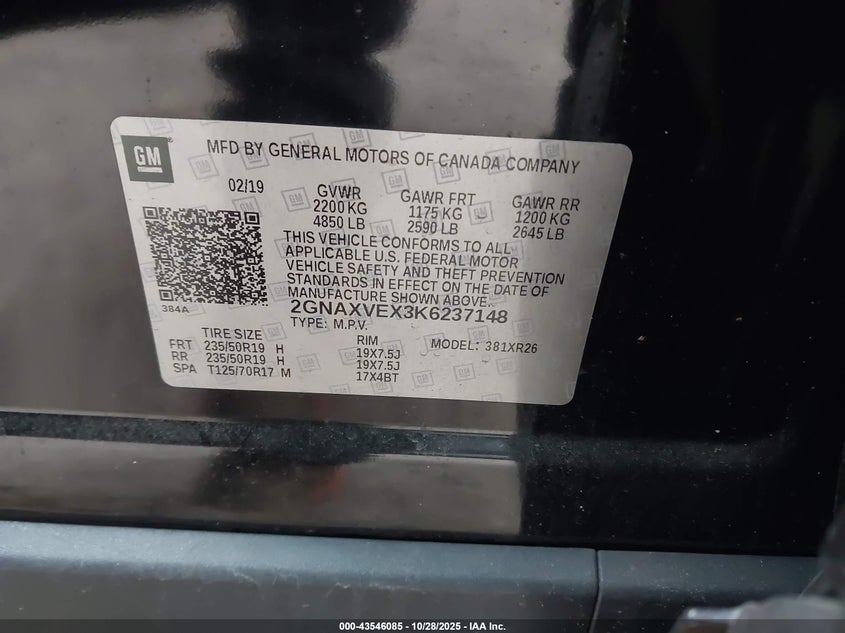 GM
MFD BY GENERAL MOTORS OF CANADA COMPANY
02/19 GVWR GAWR FRT GAWR RR
2200 KG 1175 KG 1200 KG
4850 LB 2590 LB 2645 LB
THIS VEHICLE CONFORMS TO ALL
APPLICABLE U.S. FEDERAL MOTOR
VEHICLE SAFETY AND THEFT PREVENTION
STANDARDS IN EFFECT ON THE DATE OF
MANUFACTURE SHOWN ABOVE.
384A
2GNAXVEX3K6237148
TYPE: M.P.V.
TIRE SIZE RIM MODEL: 381XR26
FRT 235/50R19 H 19X7.5J
RR 235/50R19 H 19X7.5J
SPA T125/70R17 M 17X4BT
000-43546085 - 10/28/2025 - IAA Inc.